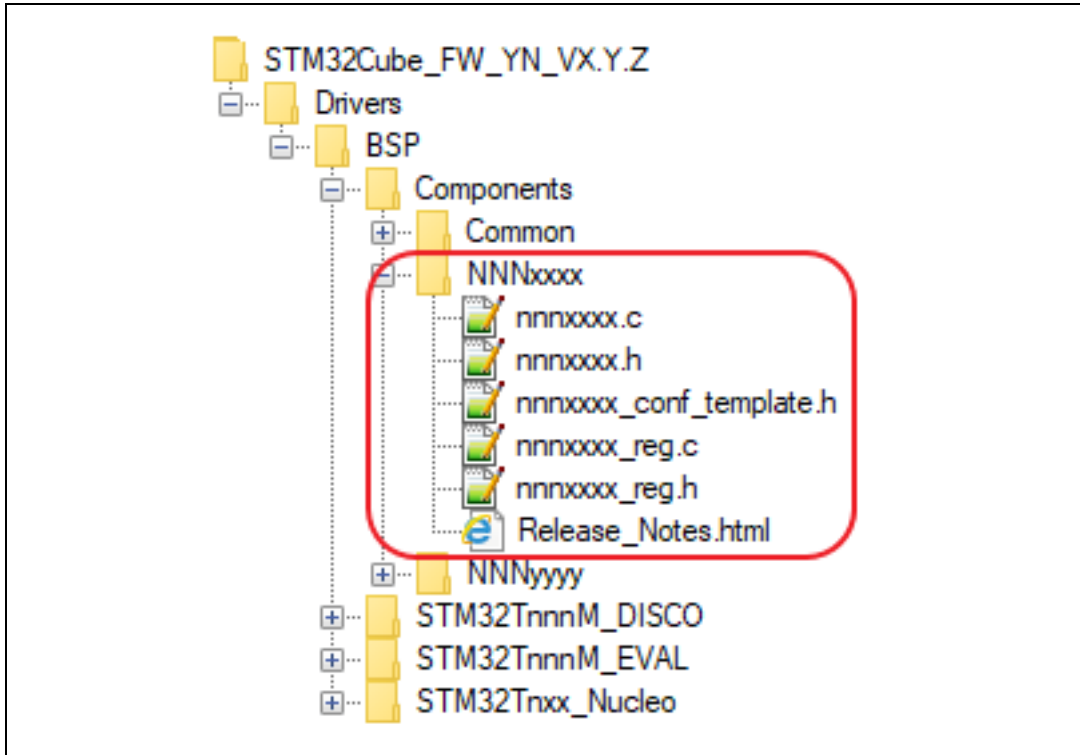 STM32Cube_FW_YN_VX.Y.Z
Drivers
BSP
Components
Common
NNNxxxx
nnnxxxx.c
nnnxxxx.h
nnnxxxx_conf_template.h
nnnxxxx_reg.c
nnnxxxx_reg.h
Release_Notes.html
NNNyyyy
STM32TnnnM_DISCO
STM32TnnnM_EVAL
STM32Tnxx_Nucleo